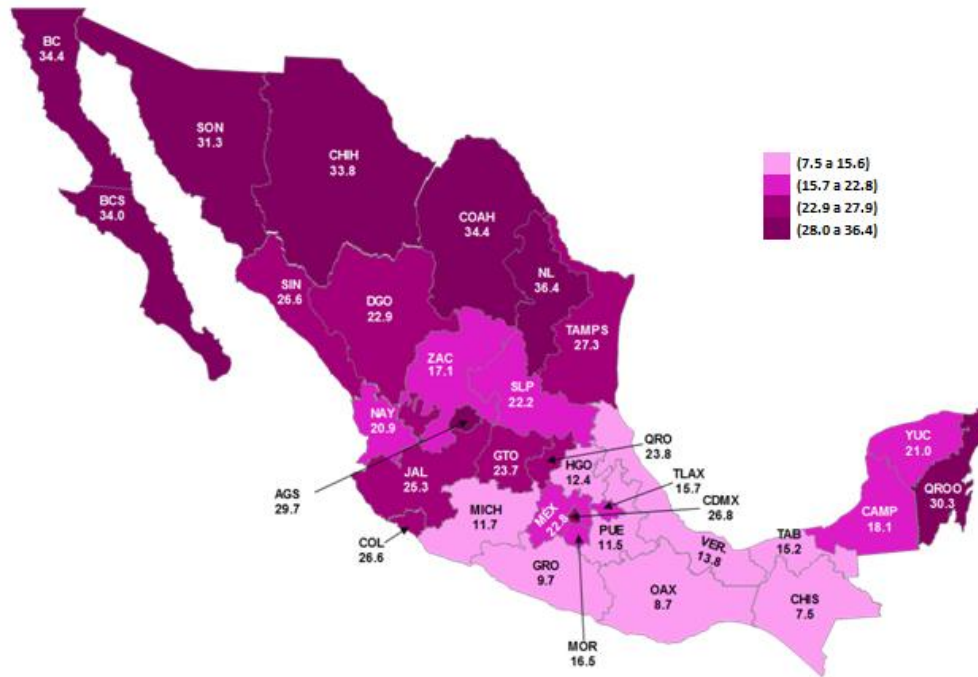 BC
34.4
SON
31.3
CHIH
33.8
BCS
34.0
COAH
34.4
(7.5 a 15.6)
(15.7 a 22.8)
(22.9 a 27.9)
(28.0 a 36.4)
SIN
26.6
DGO
22.9
NL
36.4
TAMPS
27.3
ZAC
17.1
SLP
22.2
NAY
20.9
JAL
25.3
GTO
23.7
QRO
23.8
HGO
12.4
TLAX
15.7
CDMX
26.8
AGS
29.7
COL
26.6
MICH
11.7
MÉX
22.8
PUE
11.5
VER.
13.8
TAB
15.2
YUC
21.0
QROO
30.3
CAMP
18.1
GRO
9.7
OAX
8.7
CHIS
7.5
MOR
16.5